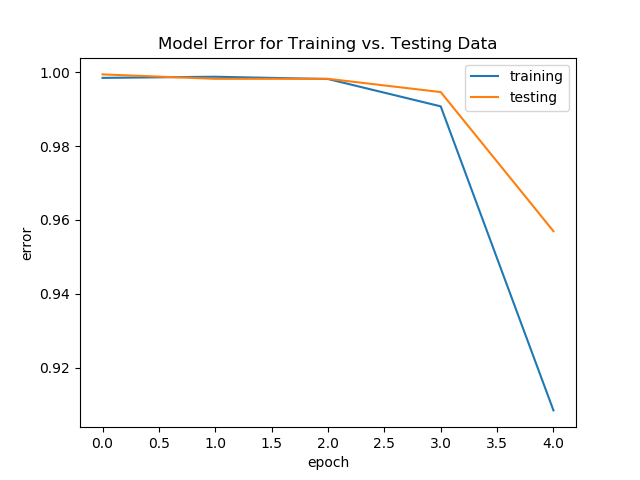 Model Error for Training vs. Testing Data
training
testing
1.00
0.98
0.96
0.94
0.92
error
0.0 0.5 1.0 1.5 2.0 2.5 3.0 3.5 4.0
epoch